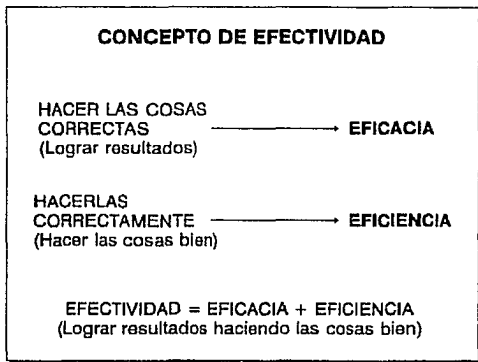 CONCEPTO DE EFECTIVIDAD
HACER LAS COSAS
CORRECTAS → EFICACIA
(Lograr resultados)
HACERLAS
CORRECTAMENTE → EFICIENCIA
(Hacer las cosas bien)
EFECTIVIDAD = EFICACIA + EFICIENCIA
(Lograr resultados haciendo las cosas bien)